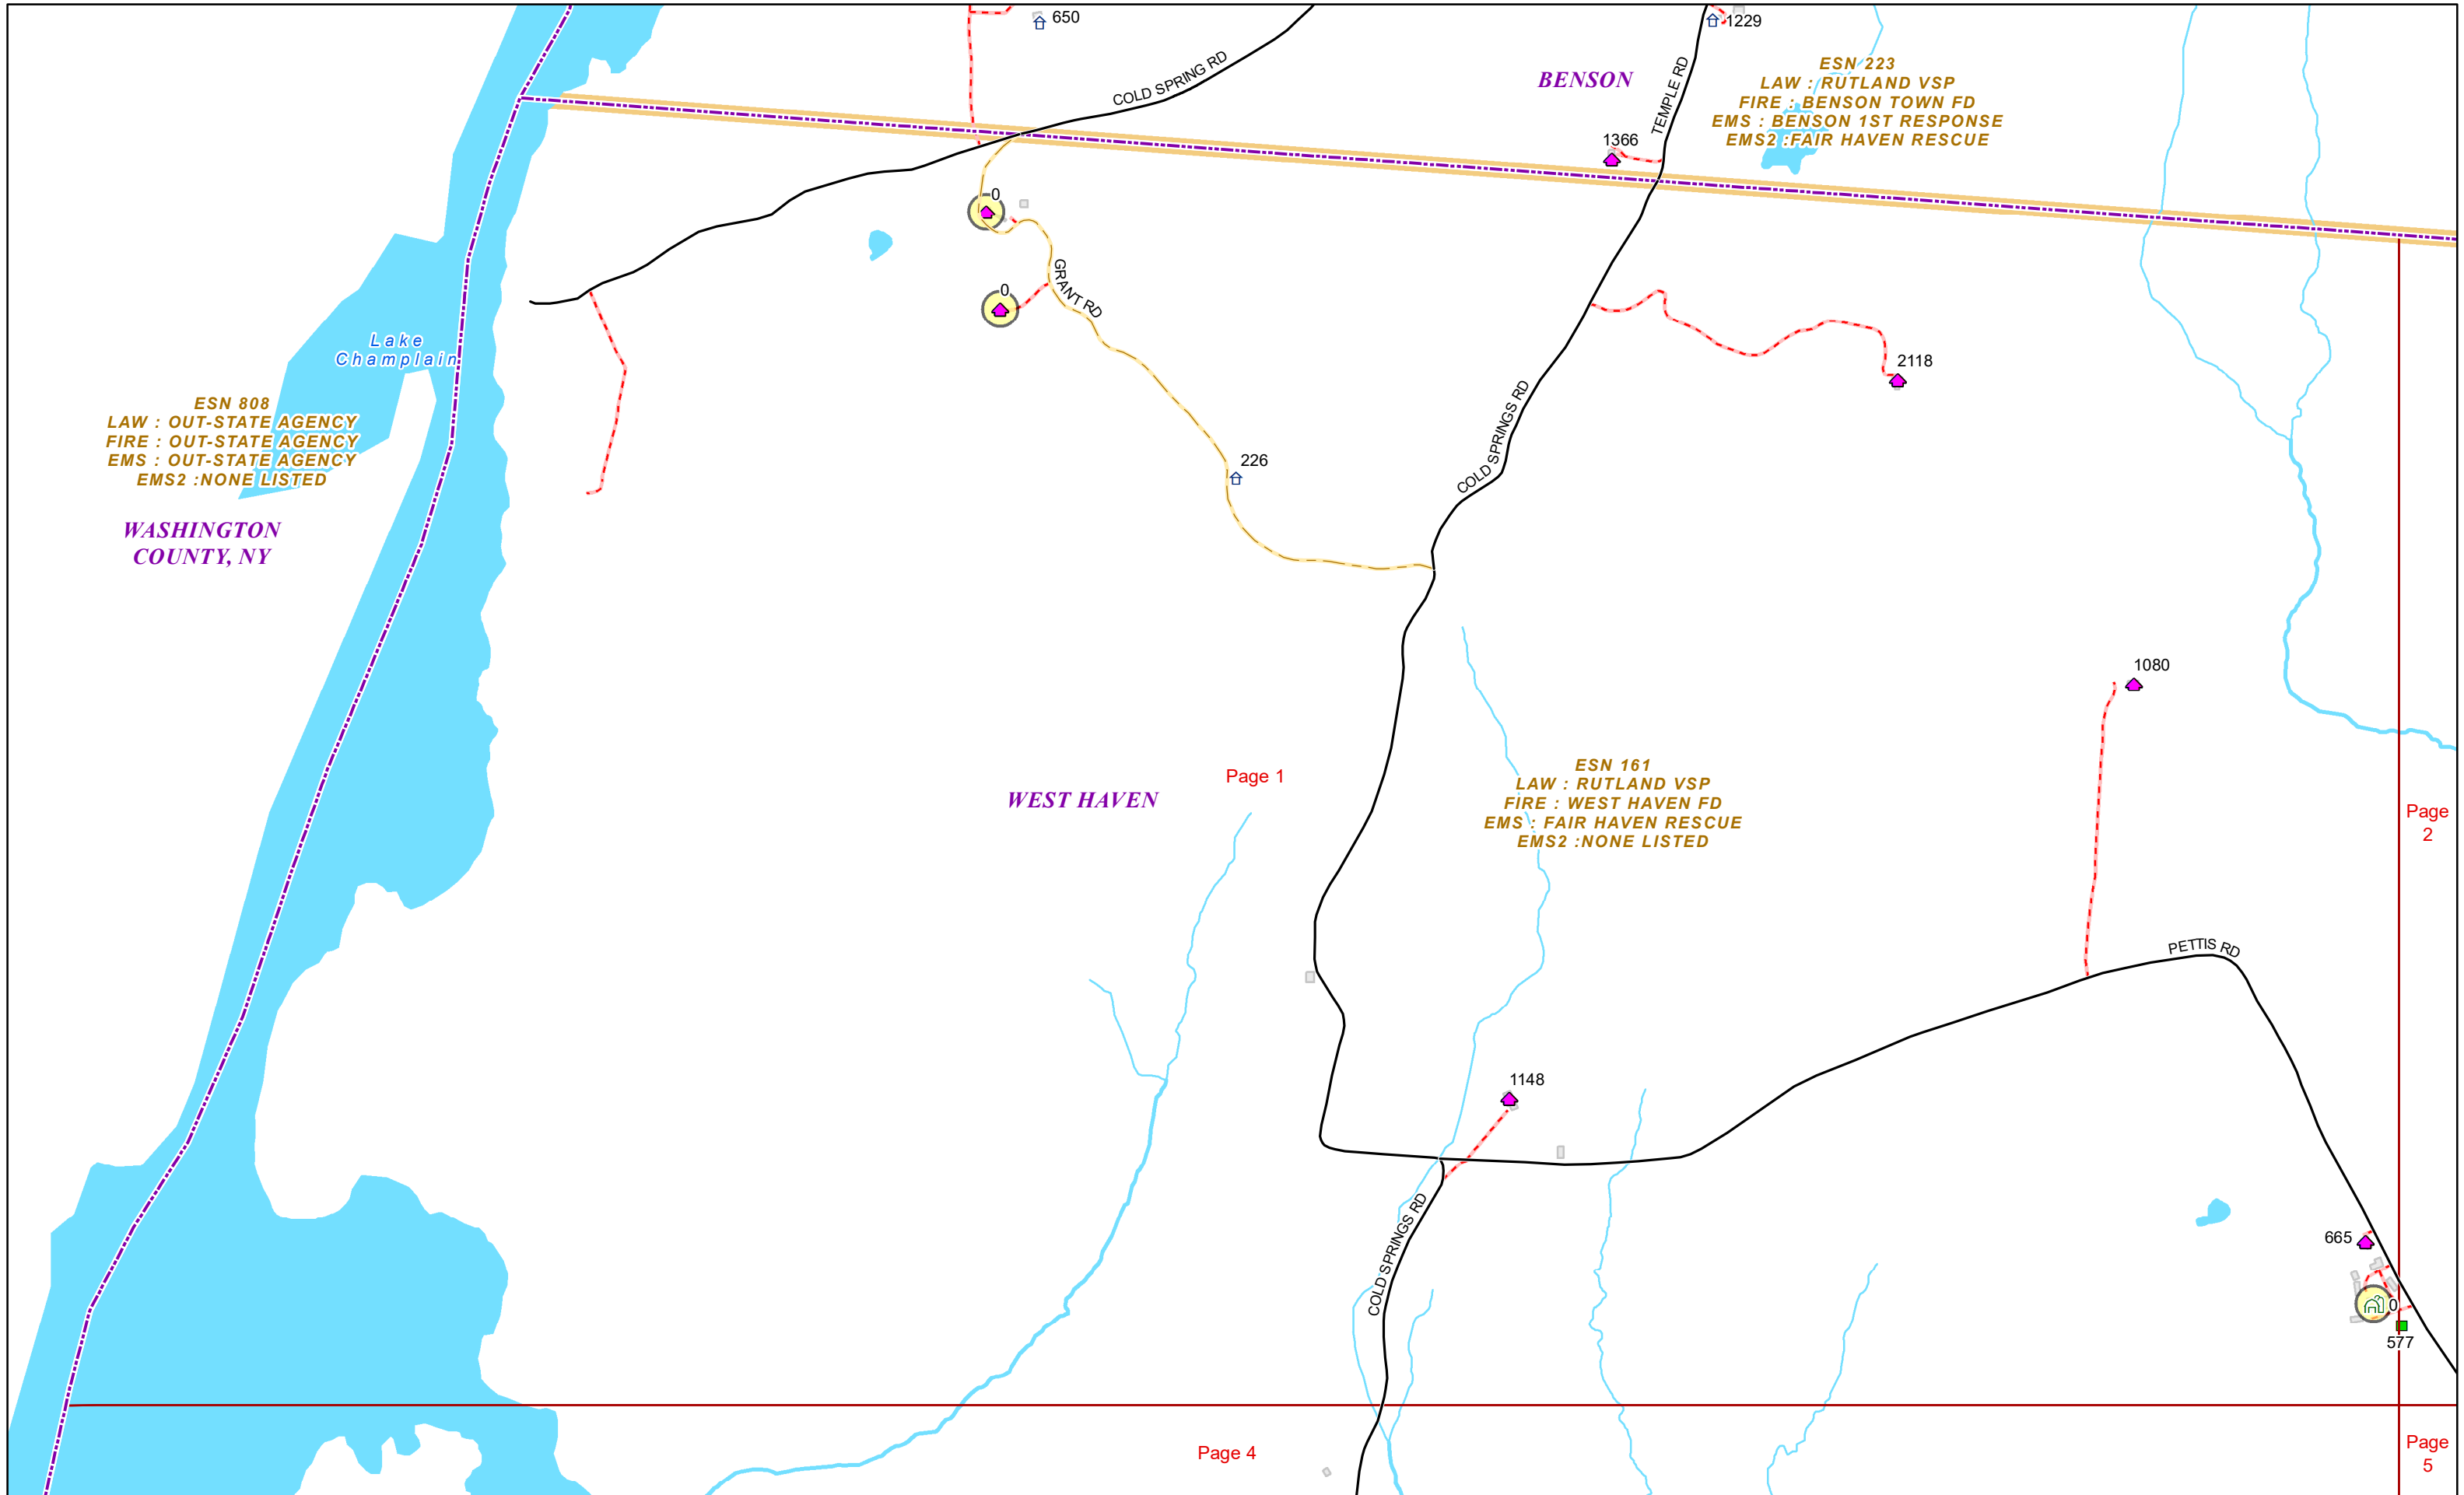 650
1229
COLD SPRING RD
BENSON
TEMPLE RD
ESN 223
LAW : RUTLAND VSP
FIRE : BENSON TOWN FD
EMS : BENSON 1ST RESPONSE
EMS2 :FAIR HAVEN RESCUE
1366
0
0
GRANT RD
Lake
Champlain
2118
COLD SPRINGS RD
ESN 808
LAW : OUT-STATE AGENCY
FIRE : OUT-STATE AGENCY
EMS : OUT-STATE AGENCY
EMS2 :NONE LISTED
226
WASHINGTON
COUNTY, NY
1080
Page 1
WEST HAVEN
ESN 161
LAW : RUTLAND VSP
FIRE : WEST HAVEN FD
EMS : FAIR HAVEN RESCUE
EMS2 :NONE LISTED
Page
2
PETTIS RD
1148
COLD SPRINGS RD
665
0
577
Page 4
Page
5